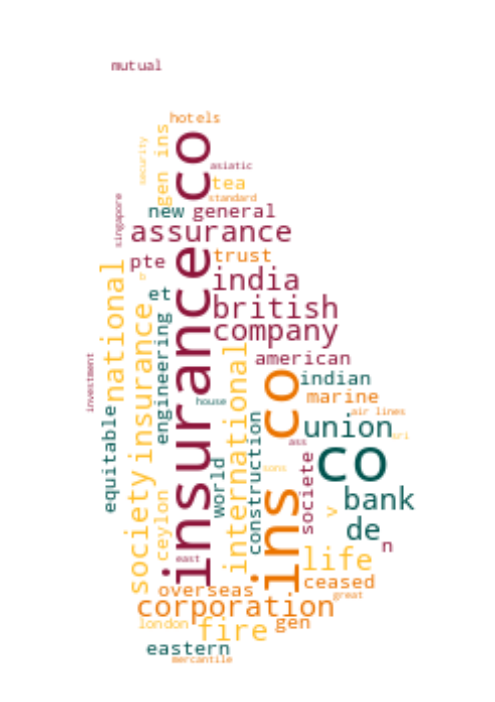 mutual
hotels
security
gen ins
insurance co
asiatic
tea
standard
singapore
new
general
assurance
pte
trust
b
india
national
et
british
insurance
engineering
company
international
american
investment
ins co
indian
house
marine
equitable
air lines
construction
union
ass
sri
co
world
sons
societe
society
ceylon
bank
v
de
n
east
life
ceased
overseas
great
corporation
london
fire
gen
eastern
mercantile